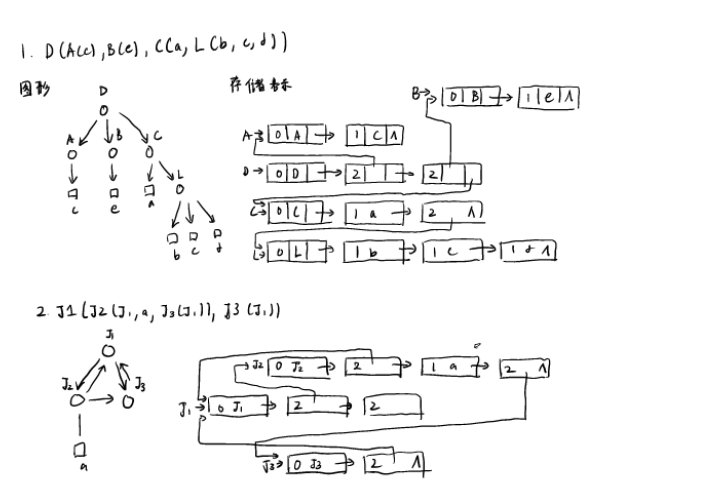 1. D(A(c),B(e),C(a,L(b,c,d))
图形
存储
D
A B C
L
c e a
b c d
B→ 0 B → 1 e ∧
A→ 0 A → 1 C ∧
D→ 0 D → 2 → 2
C→ 0 C → 1 a → 2 ∧
L→ 0 L → 1 b → 1 c → 1 d ∧
2. J1(J2(J1,a,J3(J1)),J3(J1))
J1
J2 J3
a
J2 0 J2 → 2 → 1 a → 2 ∧
J1→ 0 J1 → 2 → 2
J3→ 0 J3 → 2 ∧